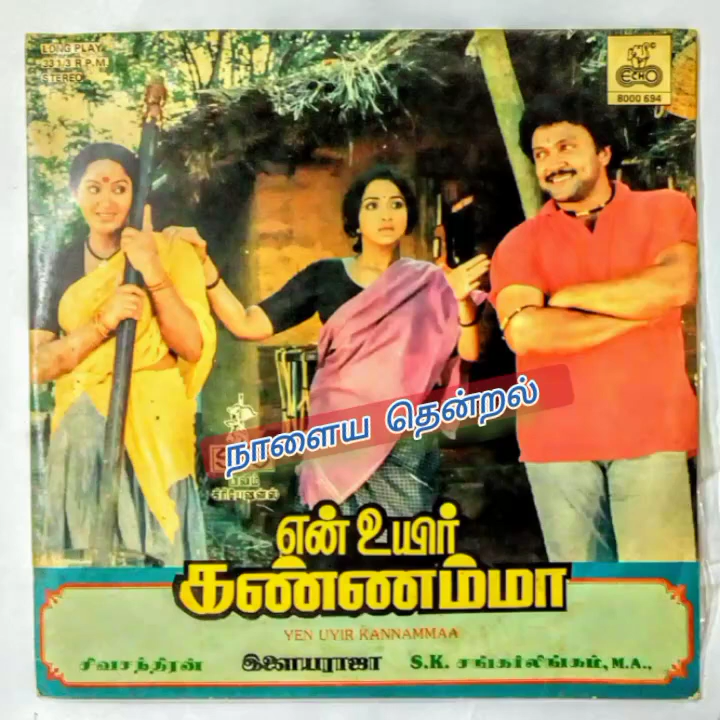 LONG PLAY
33 1/3 R.P.M
STEREO
ECHO
8000 694
நாளைய தென்றல்
கிரியேஷன்ஸ்
என் உயிர்
கண்ணம்மா
YEN UYIR KANNAMMAA
சிவசந்திரன் இளையராஜா S.K. சங்கர்லிங்கம், M.A.,